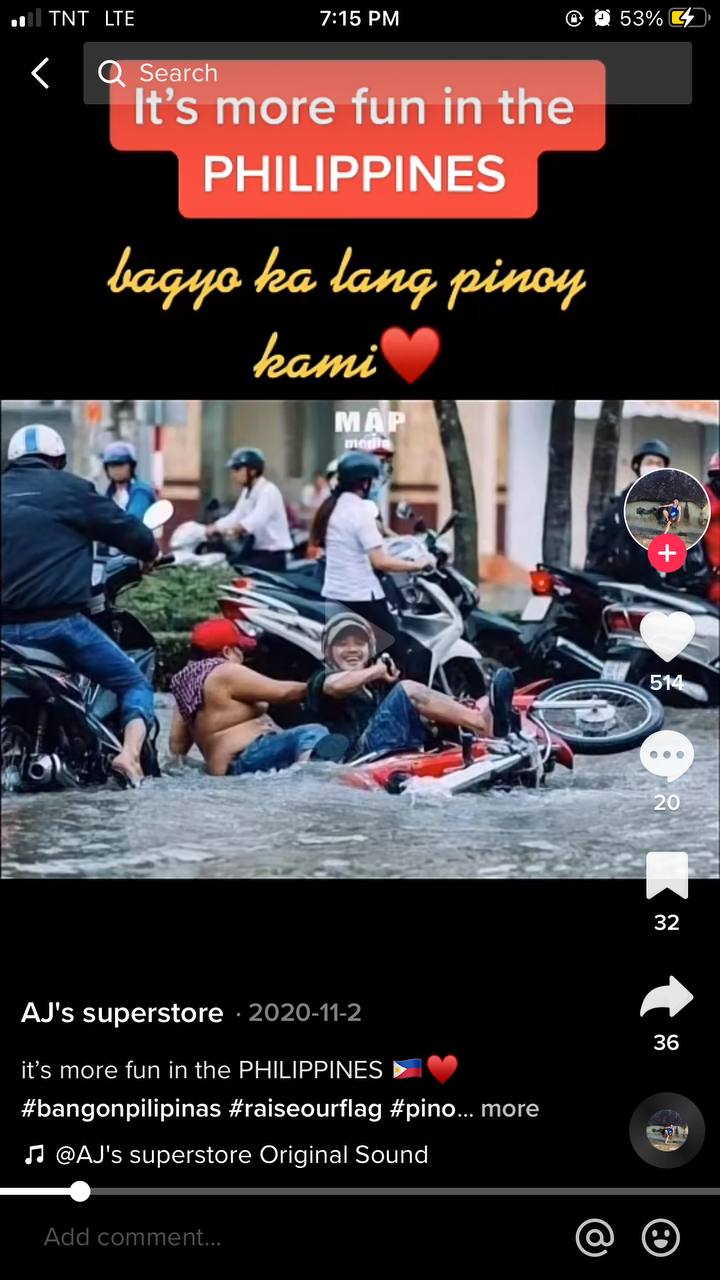 TNT LTE 7:15 PM 53%
Search
It’s more fun in the
PHILIPPINES
bagyo ka lang pinoy
kami❤️
MAP
media
514
20
32
36
AJ's superstore · 2020-11-2
it’s more fun in the PHILIPPINES 🇵🇭❤️
#bangonpilipinas #raiseourflag #pino... more
@AJ's superstore Original Sound
Add comment...